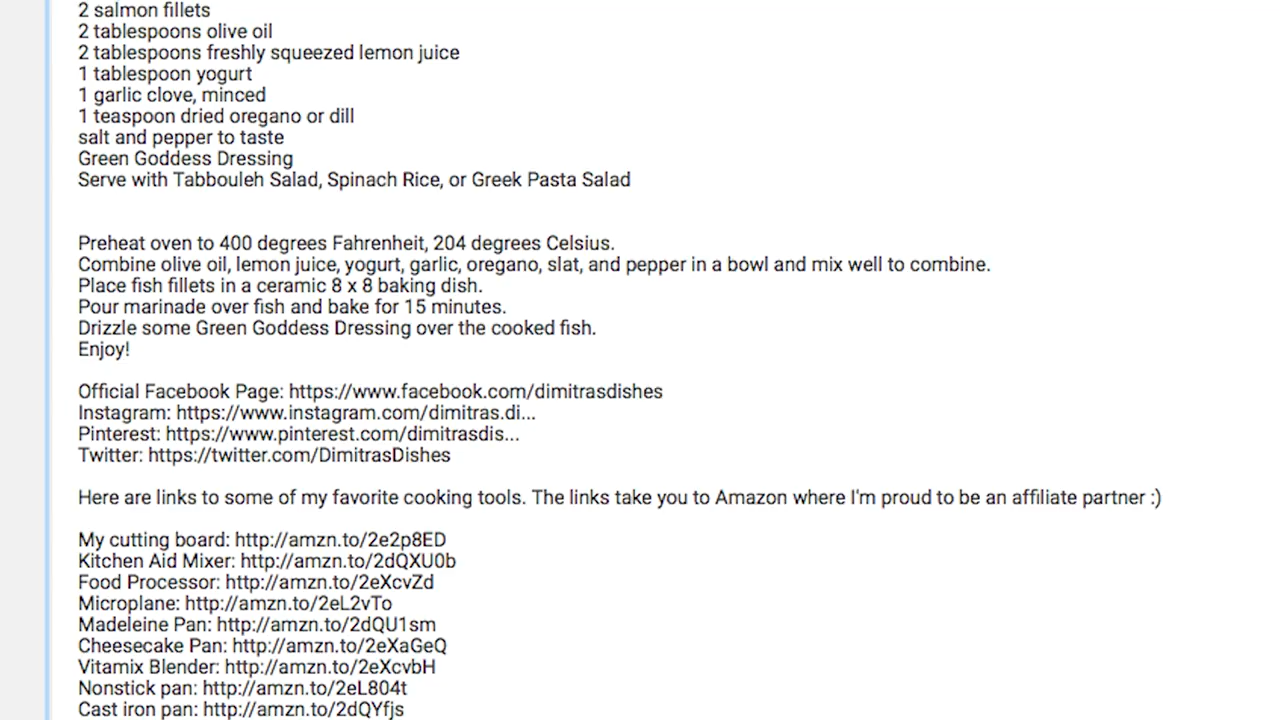 2 salmon fillets
2 tablespoons olive oil
2 tablespoons freshly squeezed lemon juice
1 tablespoon yogurt
1 garlic clove, minced
1 teaspoon dried oregano or dill
salt and pepper to taste
Green Goddess Dressing
Serve with Tabbouleh Salad, Spinach Rice, or Greek Pasta Salad
Preheat oven to 400 degrees Fahrenheit, 204 degrees Celsius.
Combine olive oil, lemon juice, yogurt, garlic, oregano, slat, and pepper in a bowl and mix well to combine.
Place fish fillets in a ceramic 8 x 8 baking dish.
Pour marinade over fish and bake for 15 minutes.
Drizzle some Green Goddess Dressing over the cooked fish.
Enjoy!
Official Facebook Page: https://www.facebook.com/dimitrasdishes
Instagram: https://www.instagram.com/dimitras.di...
Pinterest: https://www.pinterest.com/dimitrasdis...
Twitter: https://twitter.com/DimitrasDishes
Here are links to some of my favorite cooking tools. The links take you to Amazon where I'm proud to be an affiliate partner :)
My cutting board: http://amzn.to/2e2p8ED
Kitchen Aid Mixer: http://amzn.to/2dQXU0b
Food Processor: http://amzn.to/2eXcvZd
Microplane: http://amzn.to/2eL2vTo
Madeleine Pan: http://amzn.to/2dQU1sm
Cheesecake Pan: http://amzn.to/2eXaGeQ
Vitamix Blender: http://amzn.to/2eXcvbH
Nonstick pan: http://amzn.to/2eL804t
Cast iron pan: http://amzn.to/2dQYfjs